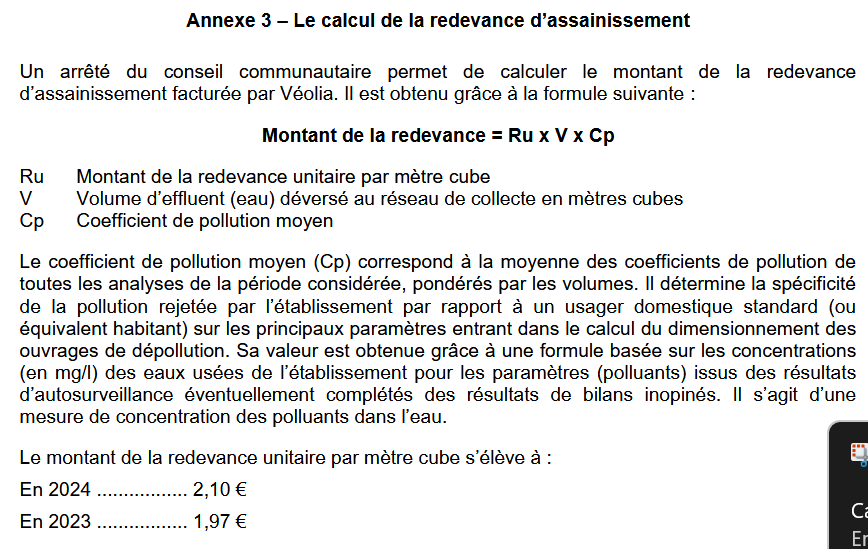 Annexe 3 – Le calcul de la redevance d’assainissement
Un arrêté du conseil communautaire permet de calculer le montant de la redevance
d’assainissement facturée par Véolia. Il est obtenu grâce à la formule suivante :
Montant de la redevance = Ru x V x Cp
Ru Montant de la redevance unitaire par mètre cube
V Volume d’effluent (eau) déversé au réseau de collecte en mètres cubes
Cp Coefficient de pollution moyen
Le coefficient de pollution moyen (Cp) correspond à la moyenne des coefficients de pollution de
toutes les analyses de la période considérée, pondérés par les volumes. Il détermine la spécificité
de la pollution rejetée par l’établissement par rapport à un usager domestique standard (ou
équivalent habitant) sur les principaux paramètres entrant dans le calcul du dimensionnement des
ouvrages de dépollution. Sa valeur est obtenue grâce à une formule basée sur les concentrations
(en mg/l) des eaux usées de l’établissement pour les paramètres (polluants) issus des résultats
d’autosurveillance éventuellement complétés des résultats de bilans inopinés. Il s’agit d’une
mesure de concentration des polluants dans l’eau.
Le montant de la redevance unitaire par mètre cube s’élève à :
En 2024 ................. 2,10 €
En 2023 ................. 1,97 €